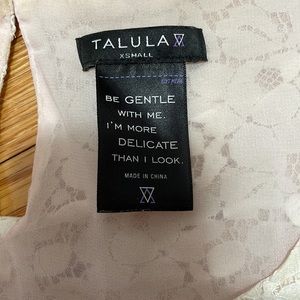 TALULA
XSMALL
BE GENTLE
WITH ME.
I'M MORE
DELICATE
THAN I LOOK.
MADE IN CHINA